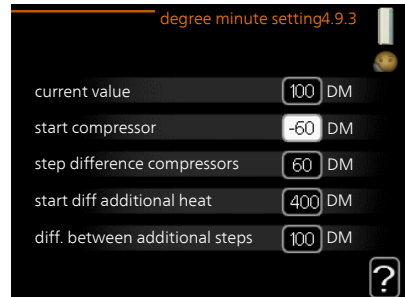 degree minute setting4.9.3
current value 100 DM
start compressor -60 DM
step difference compressors 60 DM
start diff additional heat 400 DM
diff. between additional steps 100 DM
?